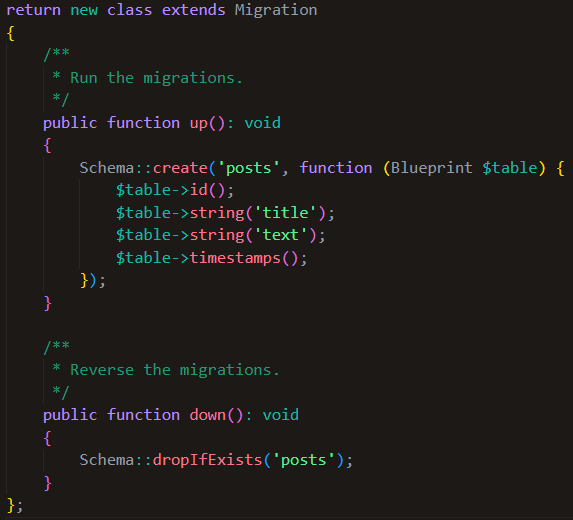 return new class extends Migration
{
    /**
     * Run the migrations.
     */
    public function up(): void
    {
        Schema::create('posts', function (Blueprint $table) {
            $table->id();
            $table->string('title');
            $table->string('text');
            $table->timestamps();
        });
    }

    /**
     * Reverse the migrations.
     */
    public function down(): void
    {
        Schema::dropIfExists('posts');
    }
};